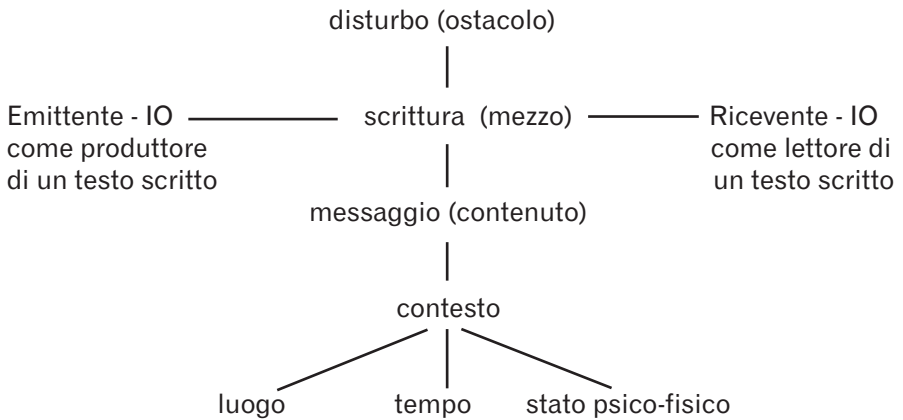 disturbo (ostacolo)
Emittente - IO
come produttore
di un testo scritto
scrittura (mezzo)
Ricevente - IO
come lettore di
un testo scritto
messaggio (contenuto)
contesto
luogo
tempo
stato psico-fisico